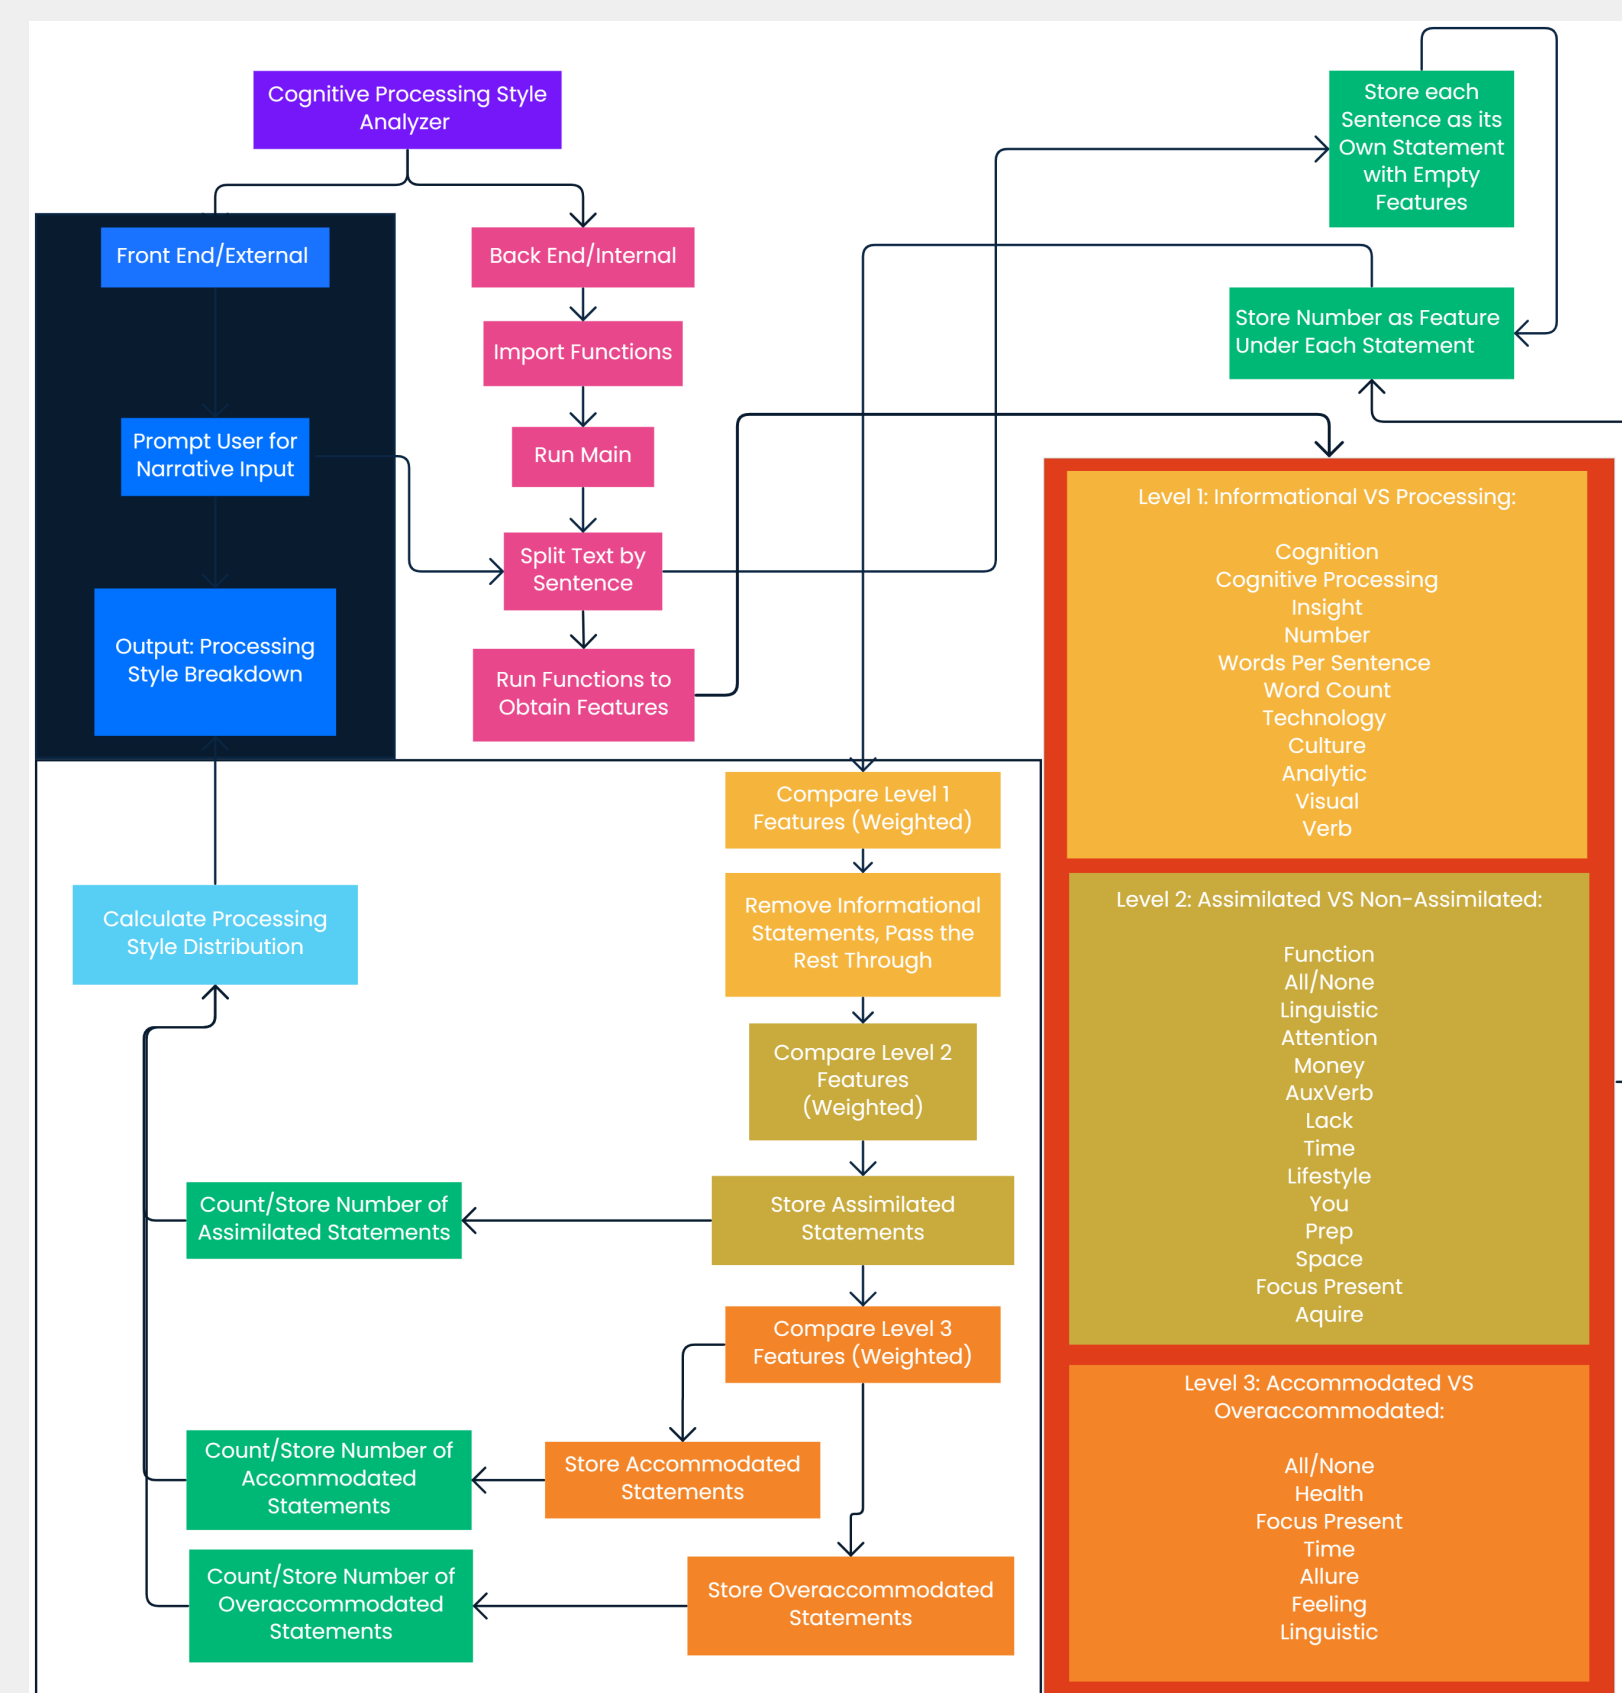 Cognitive Processing Style
Analyzer
Front End/External
Prompt User for
Narrative Input
Output: Processing
Style Breakdown
Back End/Internal
Import Functions
Run Main
Split Text by
Sentence
Run Functions to
Obtain Features
Store each
Sentence as its
Own Statement
with Empty
Features
Store Number as Feature
Under Each Statement
Level 1: Informational VS Processing:
Cognition
Cognitive Processing
Insight
Number
Words Per Sentence
Word Count
Technology
Culture
Analytic
Visual
Verb
Level 2: Assimilated VS Non-Assimilated:
Function
All/None
Linguistic
Attention
Money
AuxVerb
Lack
Time
Lifestyle
You
Prep
Space
Focus Present
Aquire
Level 3: Accommodated VS
Overaccommodated:
All/None
Health
Focus Present
Time
Allure
Feeling
Linguistic
Compare Level 1
Features (Weighted)
Remove Informational
Statements, Pass the
Rest Through
Compare Level 2
Features
(Weighted)
Store Assimilated
Statements
Compare Level 3
Features (Weighted)
Store Accommodated
Statements
Store Overaccommodated
Statements
Count/Store Number of
Assimilated Statements
Count/Store Number of
Accommodated
Statements
Count/Store Number of
Overaccommodated
Statements
Calculate Processing
Style Distribution